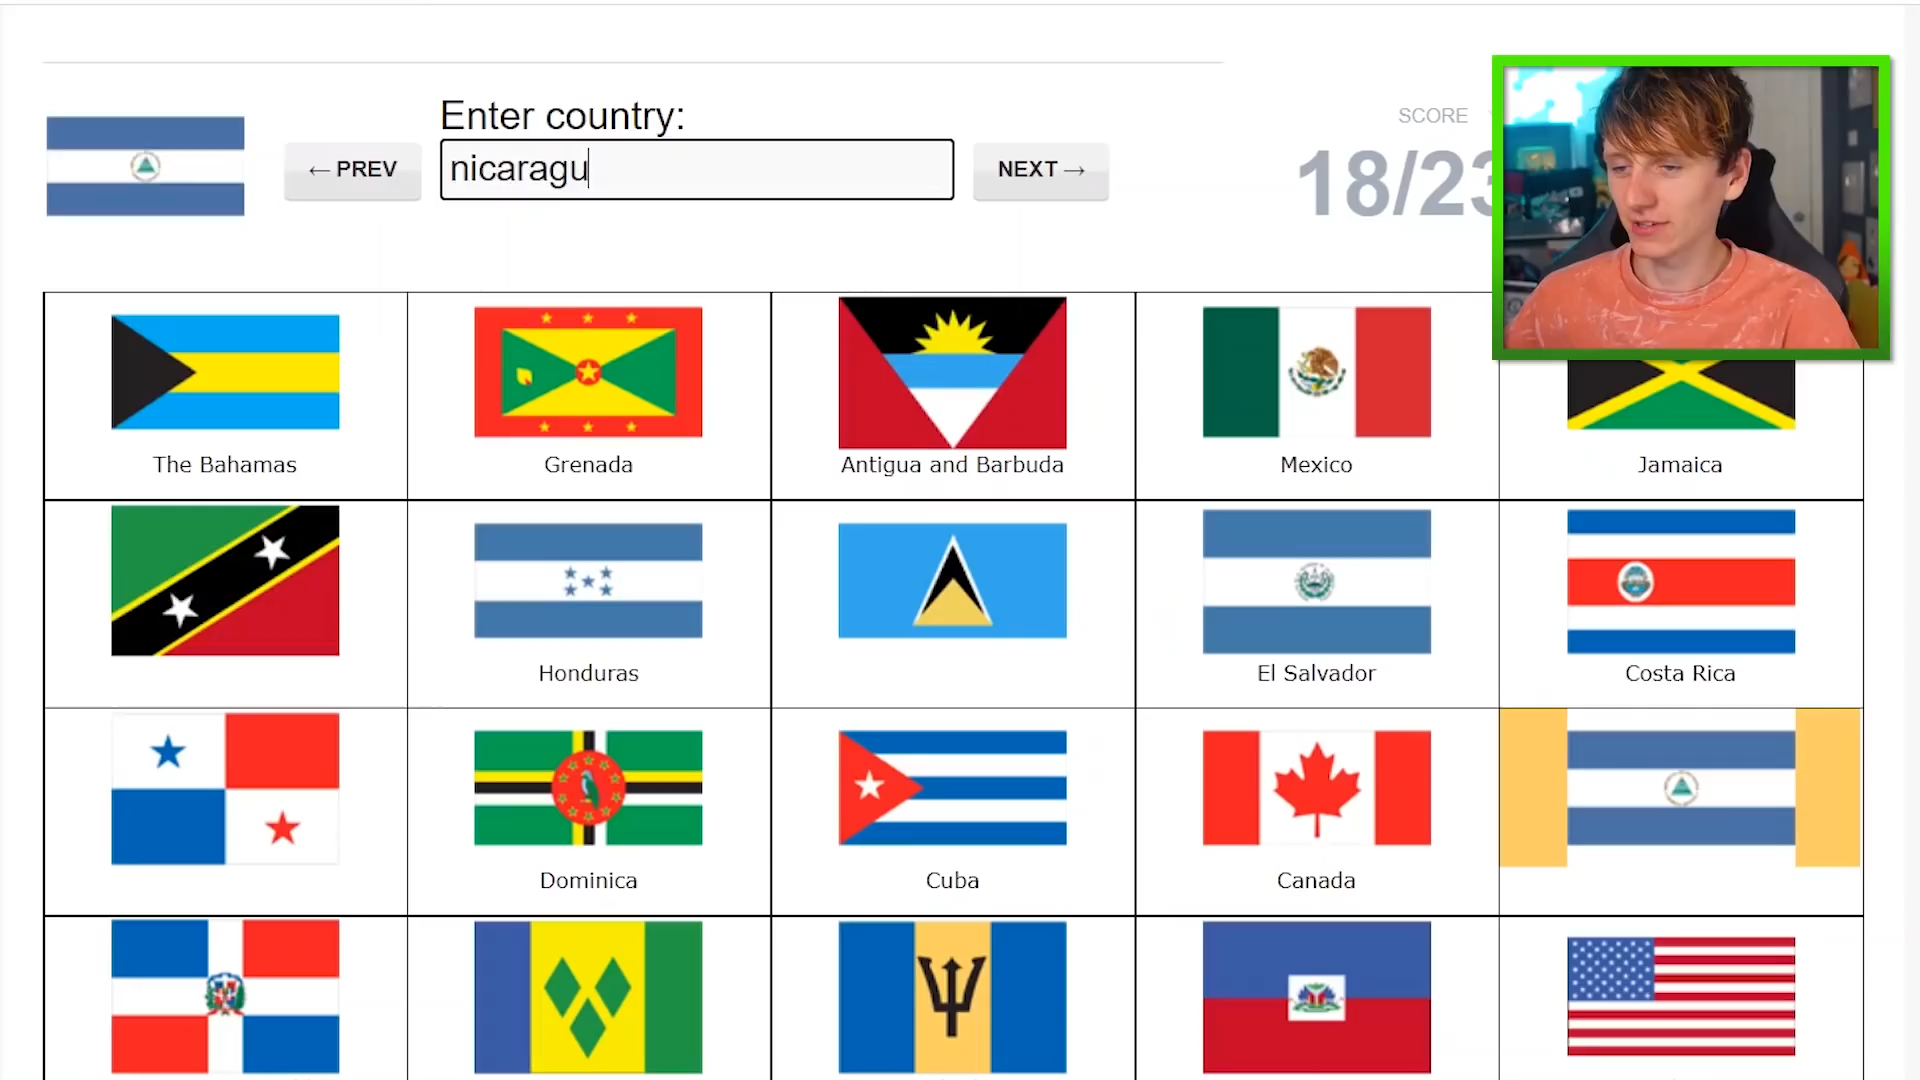 Enter country:
← PREV
nicaragu
NEXT →
SCORE
18/23
The Bahamas
Grenada
Antigua and Barbuda
Mexico
Jamaica
Honduras
El Salvador
Costa Rica
Dominica
Cuba
Canada